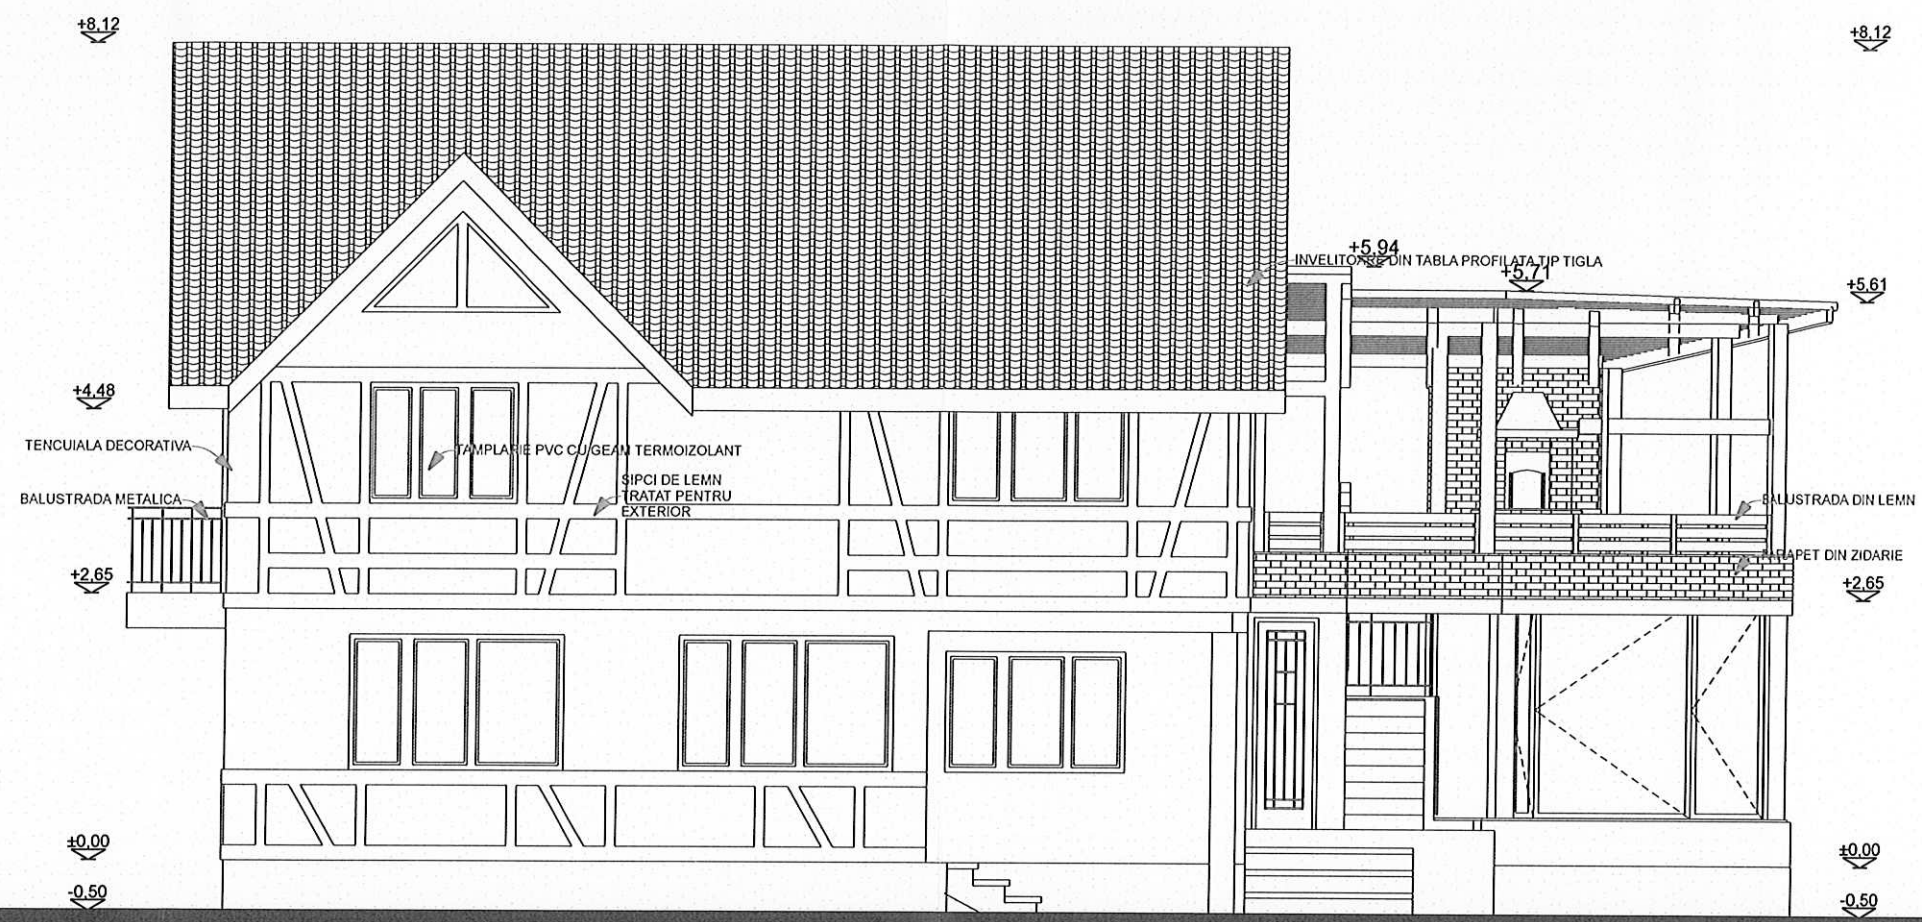 +8,12
+8,12
+5,94
INVELITOARE DIN TABLA PROFILATA TIP TIGLA
+5,71
+5,61
+4,48
TENCUIALA DECORATIVA
TAMPLARIE PVC CU GEAM TERMOIZOLANT
SIPCI DE LEMN
TRATAT PENTRU
EXTERIOR
BALUSTRADA METALICA
BALUSTRADA DIN LEMN
PARAPET DIN ZIDARIE
+2,65
+2,65
±0,00
±0,00
-0,50
-0,50